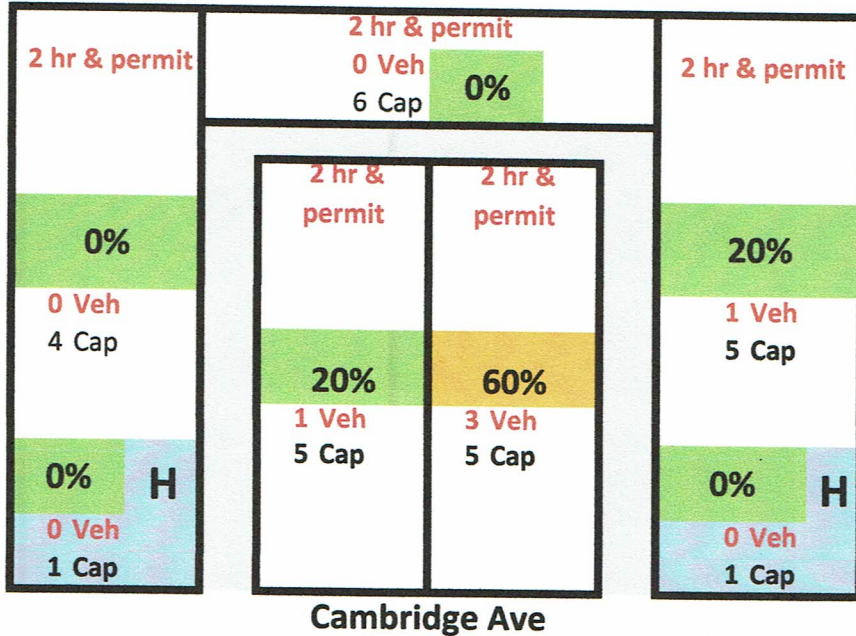 2 hr & permit
0 Veh
6 Cap
0%
2 hr & permit
0%
0 Veh
4 Cap
0%
H
0 Veh
1 Cap
2 hr &
permit
20%
1 Veh
5 Cap
2 hr &
permit
60%
3 Veh
5 Cap
2 hr & permit
20%
1 Veh
5 Cap
0%
H
0 Veh
1 Cap
Cambridge Ave